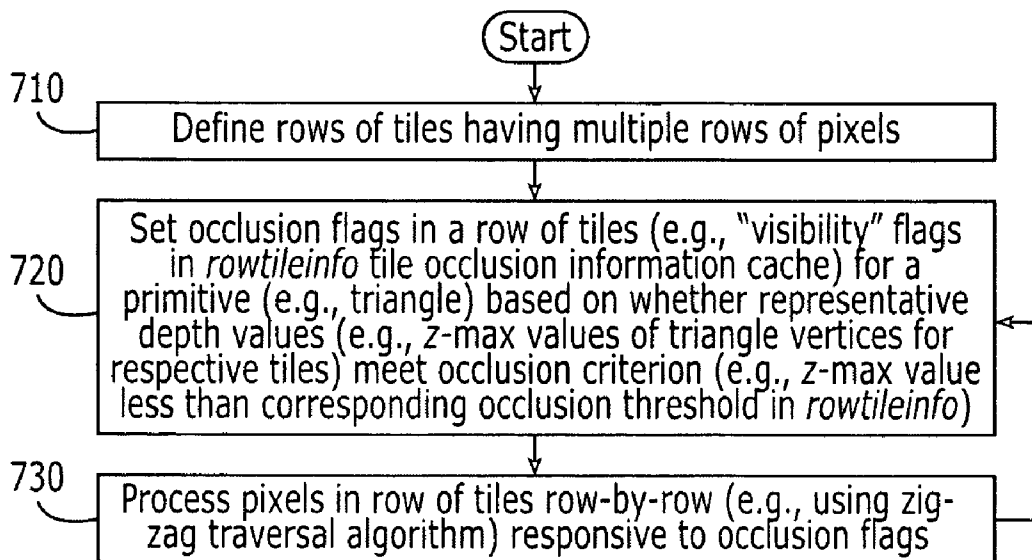 Start
710
Define rows of tiles having multiple rows of pixels
720
Set occlusion flags in a row of tiles (e.g., “visibility” flags
in rowtileinfo tile occlusion information cache) for a
primitive (e.g., triangle) based on whether representative
depth values (e.g., z-max values of triangle vertices for
respective tiles) meet occlusion criterion (e.g., z-max value
less than corresponding occlusion threshold in rowtileinfo)
730
Process pixels in row of tiles row-by-row (e.g., using zig-
zag traversal algorithm) responsive to occlusion flags